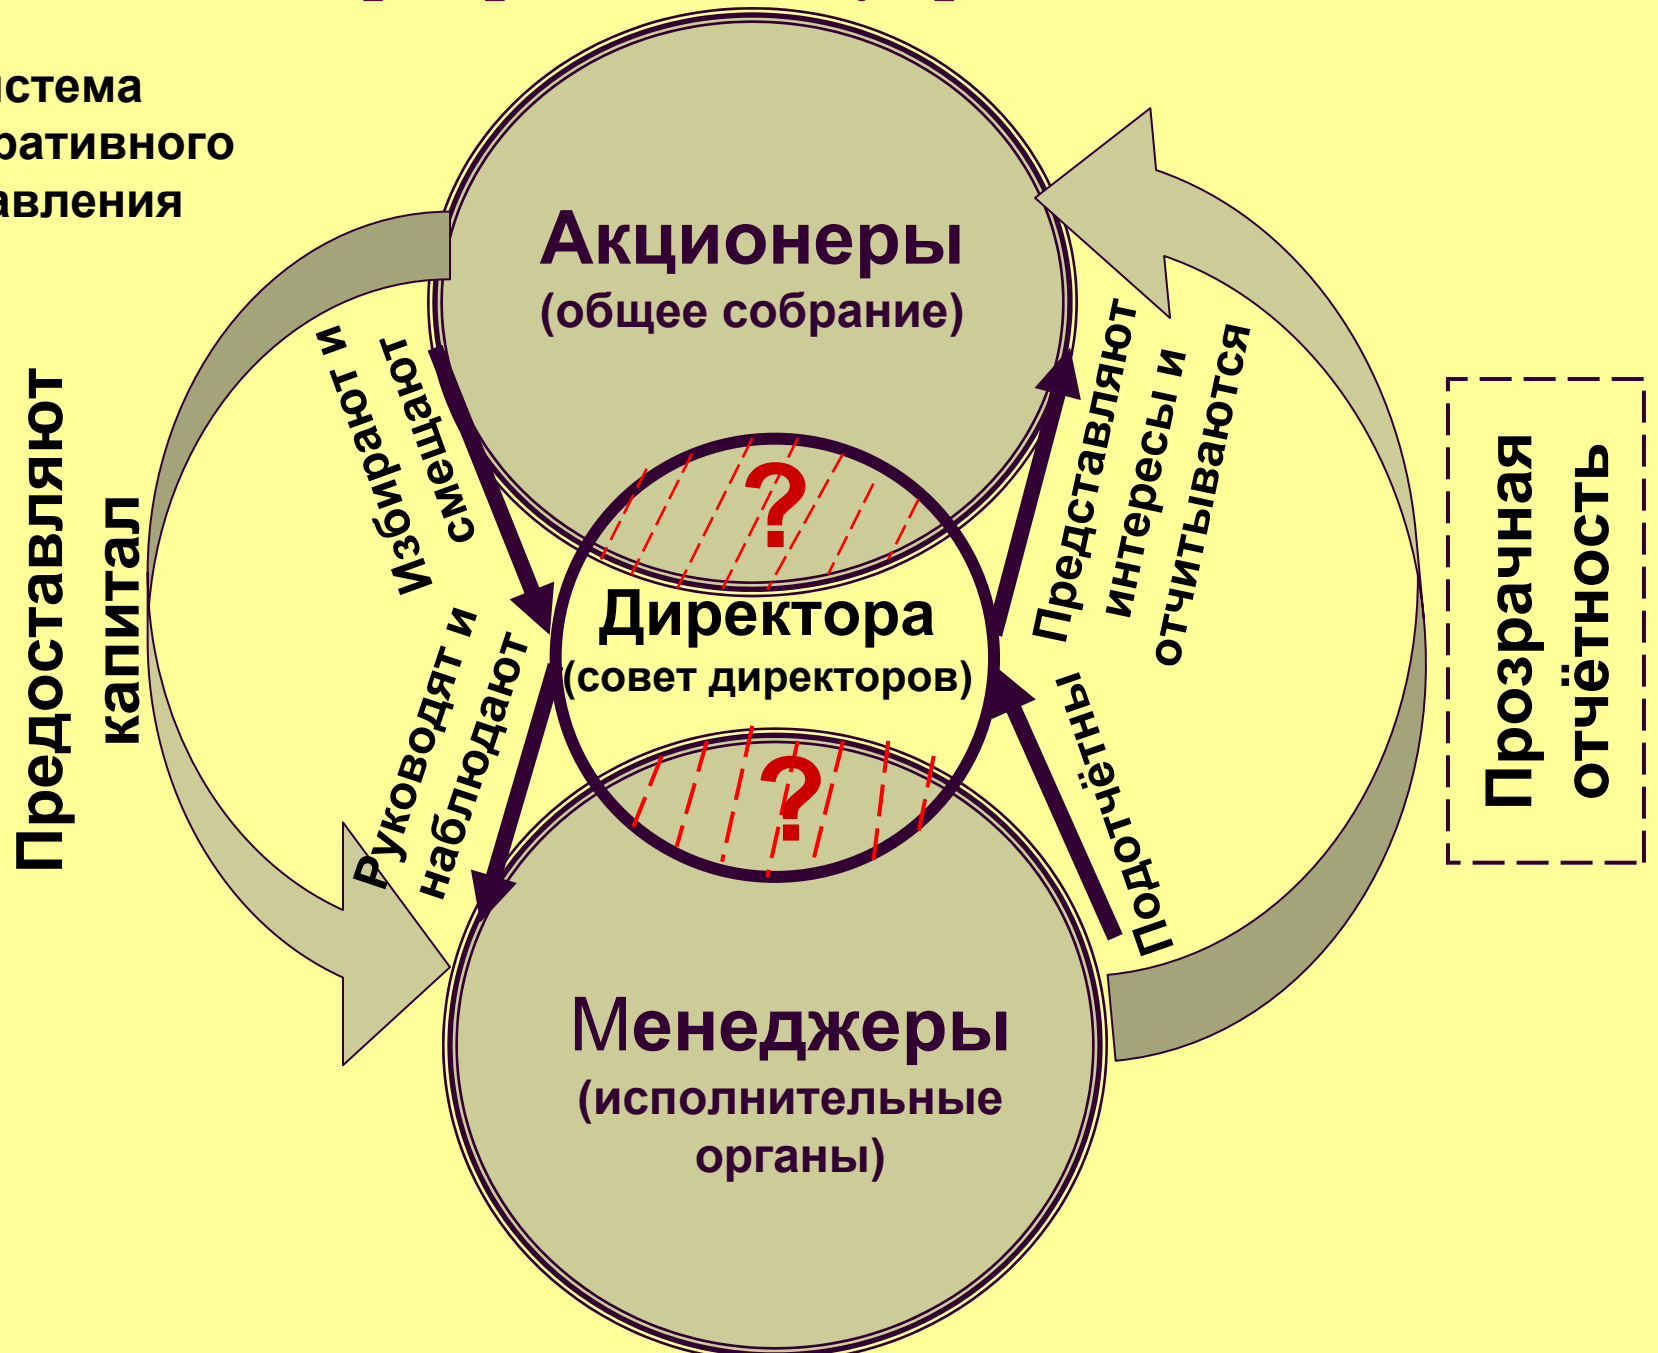 стема
ративного
авления
Акционеры
(общее собрание)
Избирают и
смещают
Представляют
интересы и
отчитываются
Предоставляют
капитал
?
Директора
(совет директоров)
Руководят и
наблюдают
Подотчётны
Прозрачная
отчётность
?
Менеджеры
(исполнительные
органы)